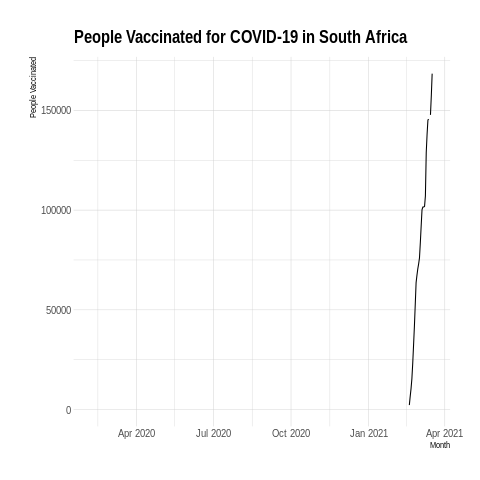 People Vaccinated for COVID-19 in South Africa
People Vaccinated
150000
100000
50000
0
Apr 2020 Jul 2020 Oct 2020 Jan 2021 Apr 2021
Month